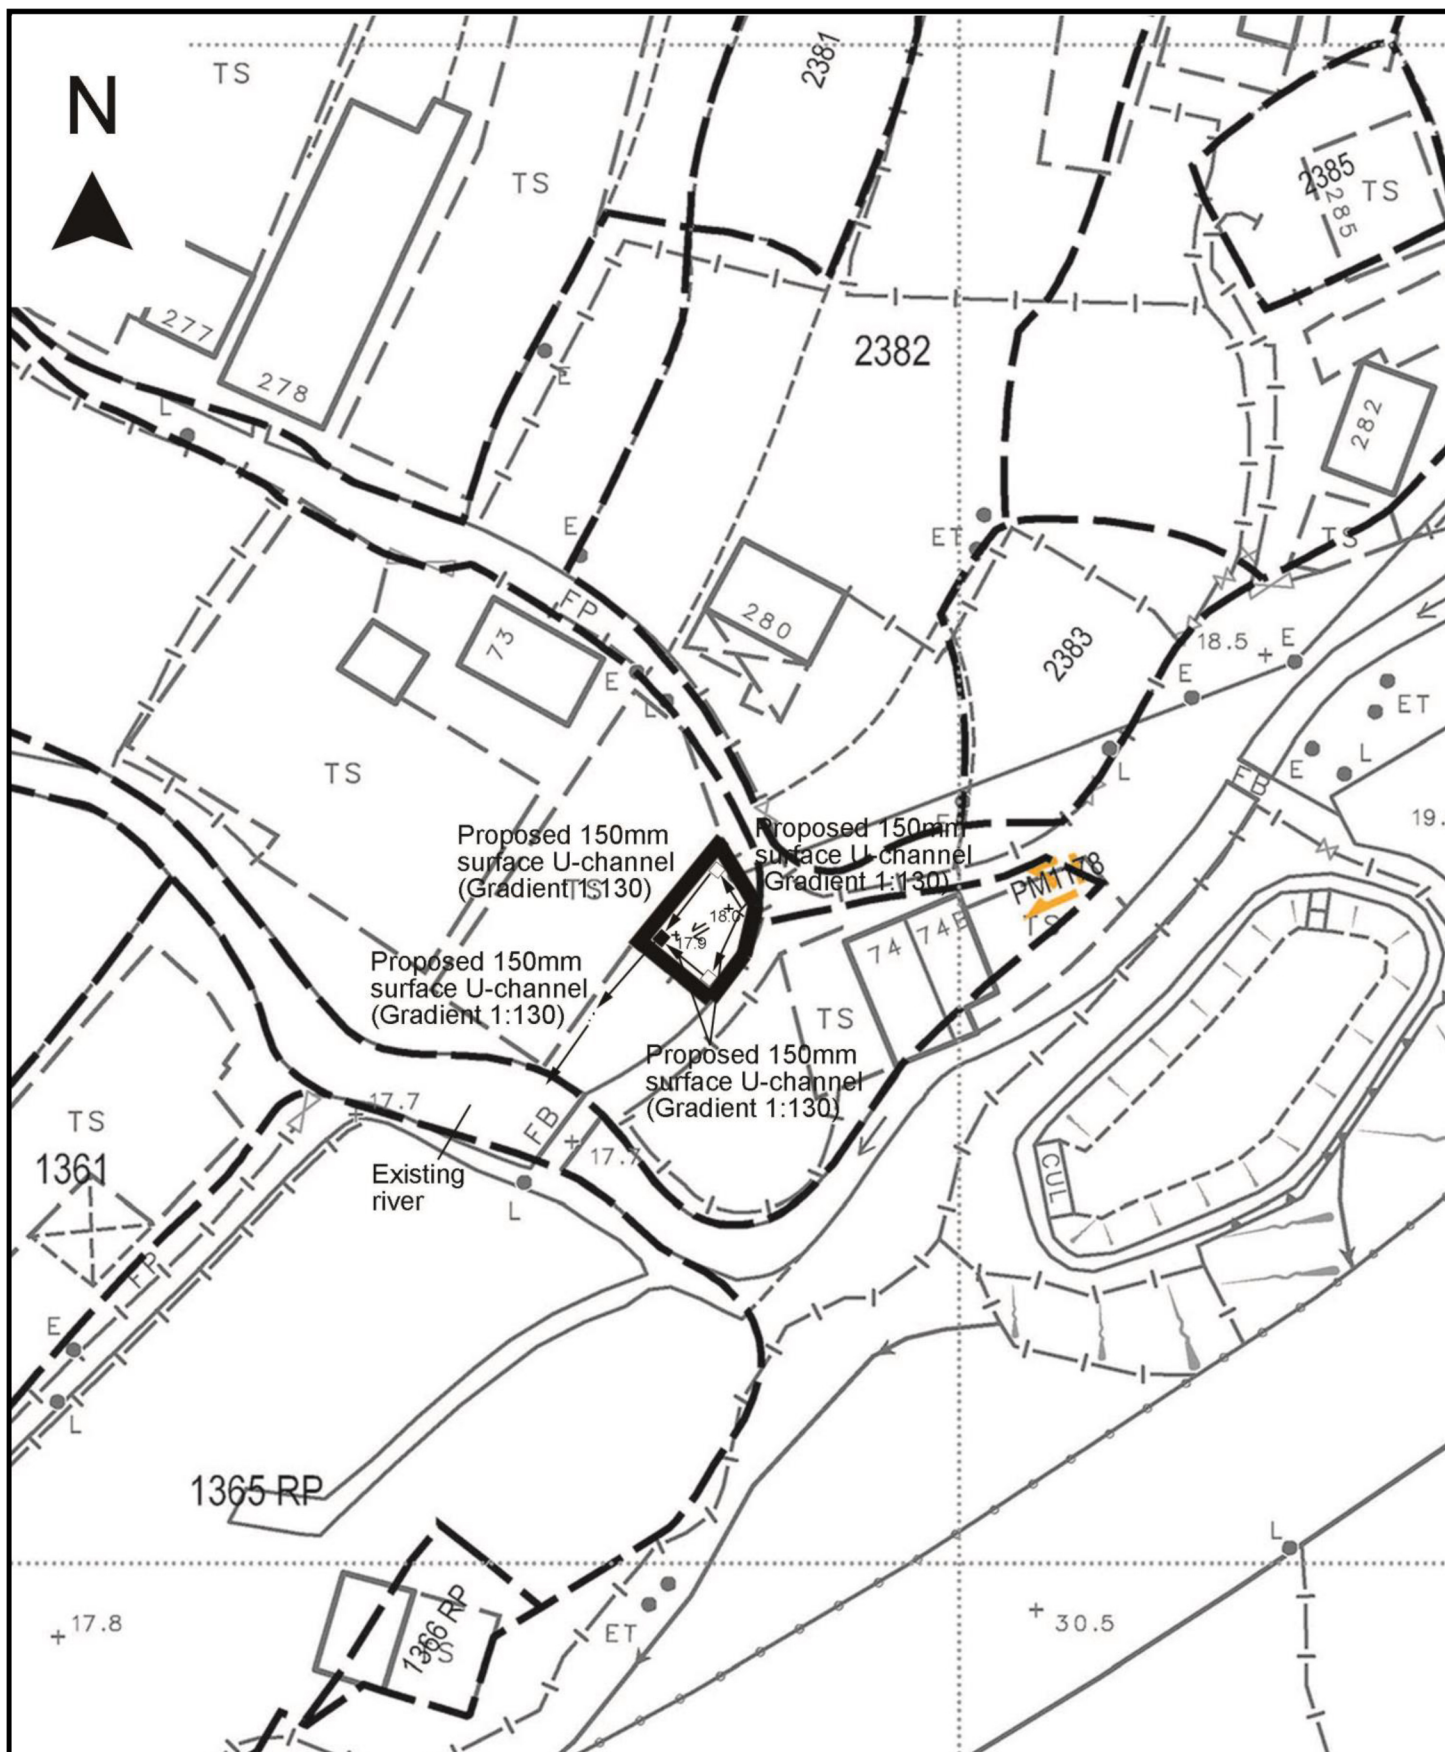 2381
TS
N
TS
2385
TS
285
277
2382
278
E
L
282
E
ET
TS
FP
280
73
2383
18.5
E
E
E
L
ET
TS
L
L
FB
E
19.
Proposed 150mm
surface U-channel
(Gradient 1:130)
TS
Proposed 150mm
surface U-channel
(Gradient 1:130)
E
PM1178
TS
18.0
17.9
74
74E
Proposed 150mm
surface U-channel
(Gradient 1:130)
TS
Proposed 150mm
surface U-channel
(Gradient 1:130)
17.7
TS
FB
17.7
1361
Existing
river
CUL
L
FP
E
L
1365 RP
L
17.8
1366 RP
ET
30.5